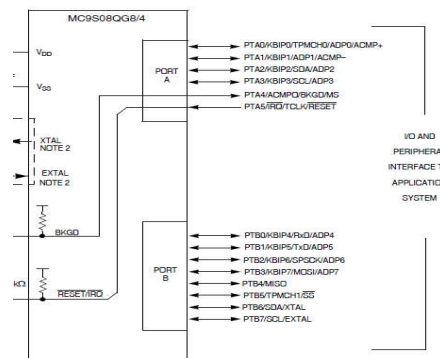 MC9S08QG8/4
VDD
VSS
XTAL
NOTE 2
EXTAL
NOTE 2
BKGD
kΩ
RESET/IRQ
PORT
A
PTA0/KBIP0/TPMCH0/ADP0/ACMP+
PTA1/KBIP1/ADP1/ACMP–
PTA2/KBIP2/SDA/ADP2
PTA3/KBIP3/SCL/ADP3
PTA4/ACMPO/BKGD/MS
PTA5/IRQ/TCLK/RESET
PORT
B
PTB0/KBIP4/RxD/ADP4
PTB1/KBIP5/TxD/ADP5
PTB2/KBIP6/SPSCK/ADP6
PTB3/KBIP7/MOSI/ADP7
PTB4/MISO
PTB5/TPMCH1/SS
PTB6/SDA/XTAL
PTB7/SCL/EXTAL
I/O AND
PERIPHERA
INTERFACE T
APPLICATION
SYSTEM